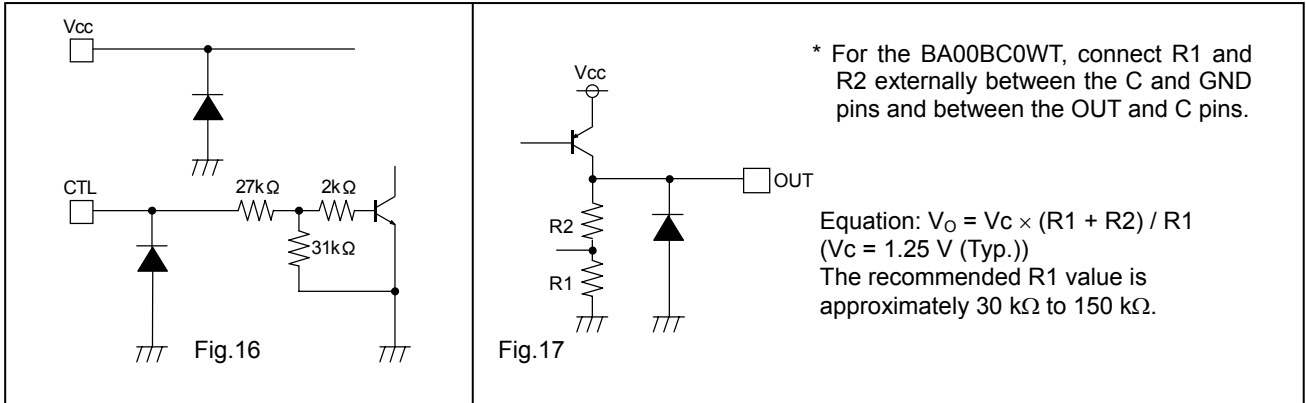 Vcc
CTL
27kΩ
2kΩ
31kΩ
Fig.16
Vcc
OUT
R2
R1
Fig.17
* For the BA00BC0WT, connect R1 and
R2 externally between the C and GND
pins and between the OUT and C pins.
Equation: VO = Vc × (R1 + R2) / R1
(Vc = 1.25 V (Typ.))
The recommended R1 value is
approximately 30 kΩ to 150 kΩ.